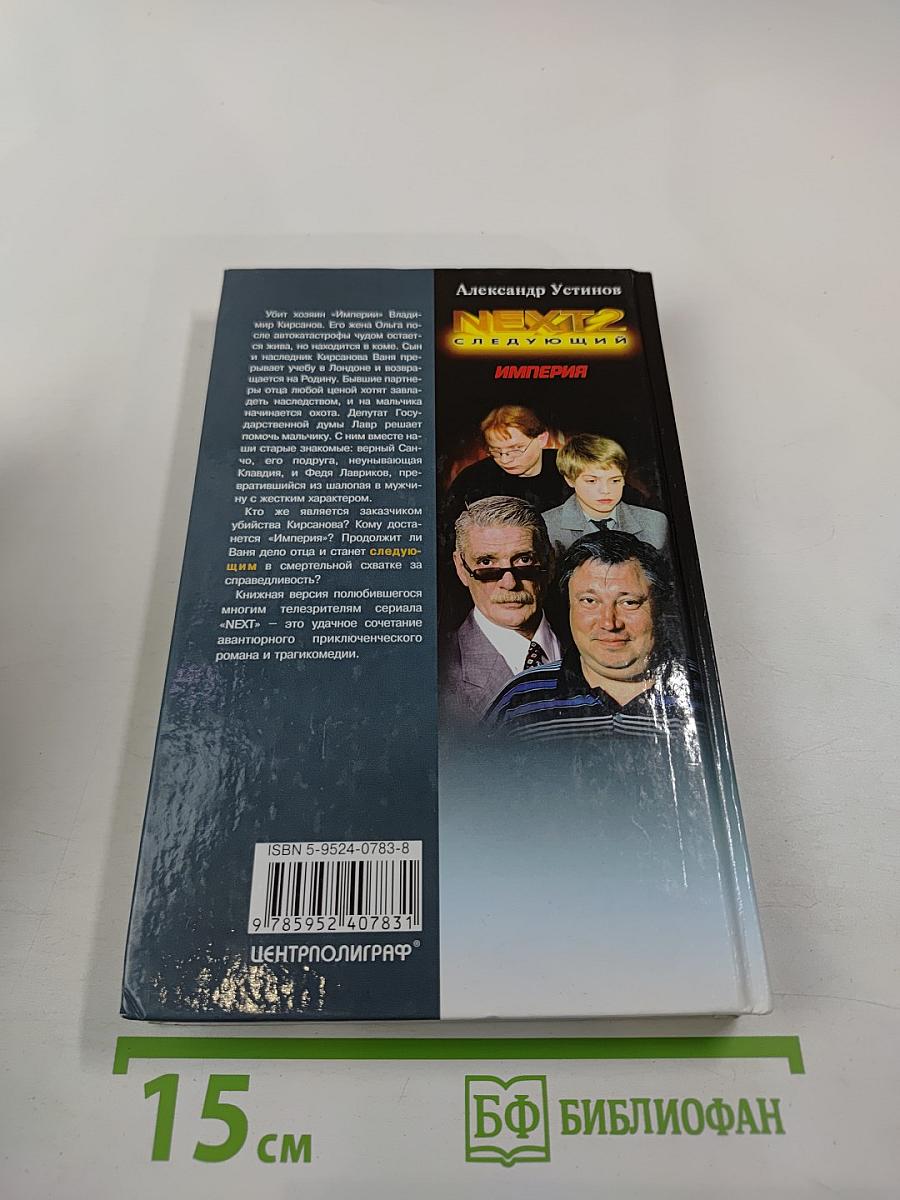 Убит хозяин «Империи» Влади-
мир Кирсанов. Его жена Ольга по-
сле автокатастрофы чудом остает-
ся жива, но находится в коме. Сын
и наследник Кирсанова Ваня пре-
рывает учебу в Лондоне и возвра-
щается на Родину. Бывшие партне-
ры отца любой ценой хотят завла-
деть наследством, и на мальчика
начинается охота. Депутат Госу-
дарственной думы Лавр решает
помочь мальчику. С ним вместе на-
ши старые знакомые: верный Сан-
чо, его подруга, неунывающая
Клавдия, и Федя Лавриков, пре-
вратившийся из шалопая в мужчи-
ну с жестким характером.
Кто же является заказчиком
убийства Кирсанова? Кому доста-
нется «Империя»? Продолжит ли
Ваня дело отца и станет следую-
щим в смертельной схватке за
справедливость?
Книжная версия полюбившегося
многим телезрителям сериала
«NEXT» — это удачное сочетание
авантюрного приключенческого
романа и трагикомедии.
Александр Устинов
NEXT2
СЛЕДУЮЩИЙ
ИМПЕРИЯ
ISBN 5-9524-0783-8
9 785952 407831
ЦЕНТРПОЛИГРАФ®
15 см
БФ БИБЛИОФАН